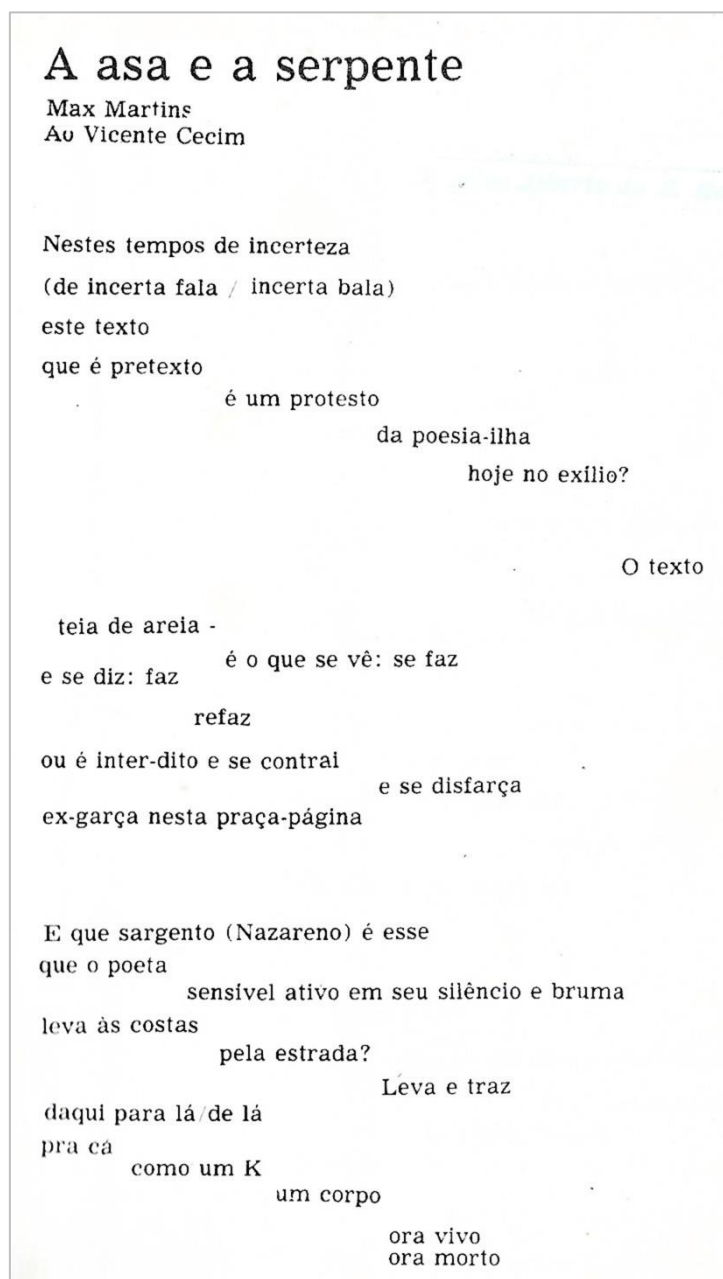 A asa e a serpente
Max Martins
Ao Vicente Cecim
Nestes tempos de incerteza
(de incerta fala / incerta bala)
este texto
que é pretexto
é um protesto
da poesia-ilha
hoje no exílio?
O texto
teia de areia -
é o que se vê: se faz
e se diz: faz
refaz
ou é inter-dito e se contrai
e se disfarça
ex-garça nesta praça-página
E que sargento (Nazareno) é esse
que o poeta
sensível ativo em seu silêncio e bruma
leva às costas
pela estrada?
Leva e traz
daqui para lá/de lá
pra cá
como um K
um corpo
ora vivo
ora morto